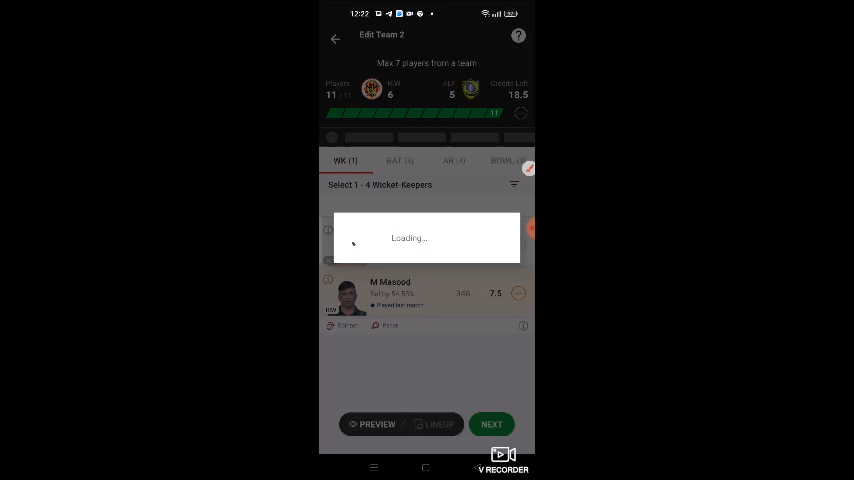 12:22
Edit Team 2
?
Max 7 players from a team
Players
11 : 11
6
ALY
5
Credits Left
18.5
11
WK (1)
BAT (3)
AR (4)
Select 1 - 4 Wicket-Keepers
Loading...
M Masood
Sel by 54.53%
348
7.5
Played last match
Spinner
Pacer
PREVIEW
LINEUP
NEXT
V RECORDER